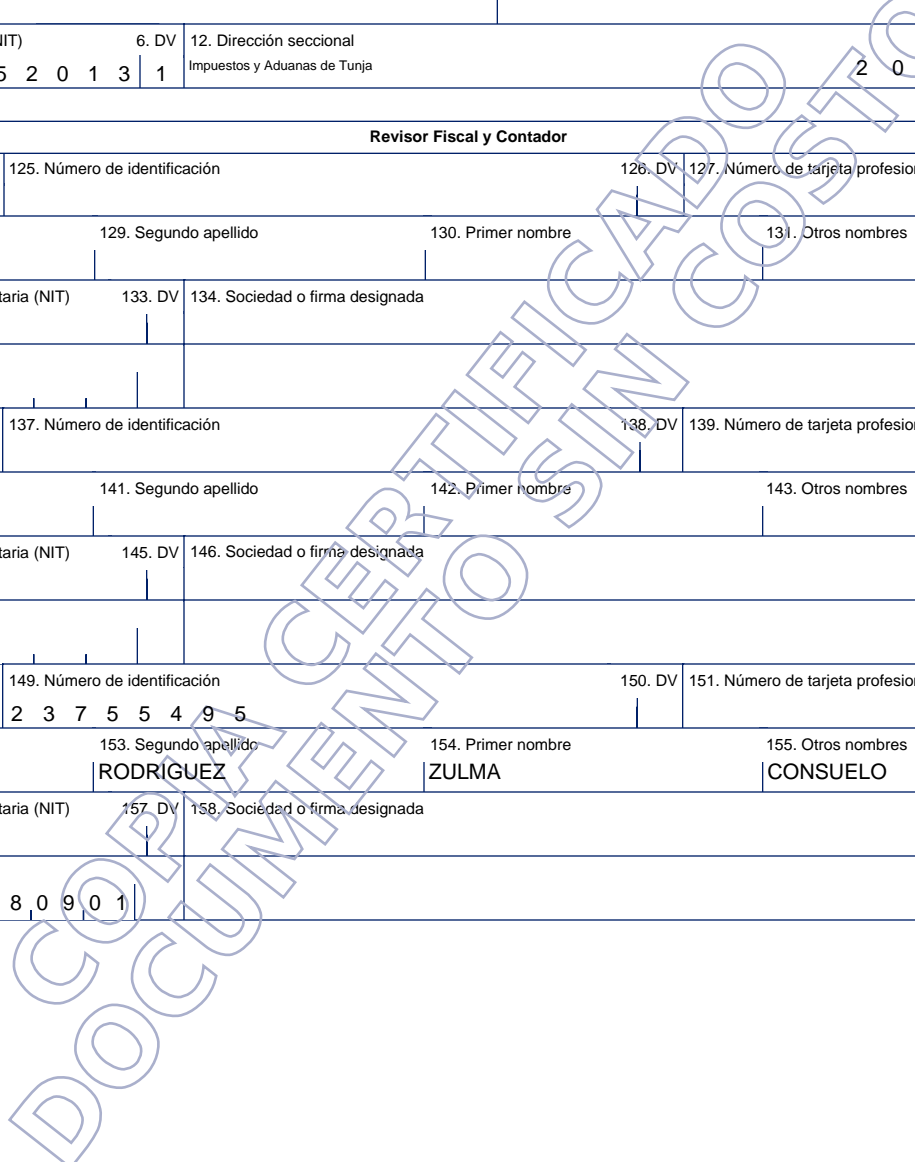 NIT) 6. DV 12. Dirección seccional
5 2 0 1 3 1 Impuestos y Aduanas de Tunja 2 0
Revisor Fiscal y Contador
125. Número de identificación 126. DV 127. Número de tarjeta profesion
129. Segundo apellido 130. Primer nombre 131. Otros nombres
taria (NIT) 133. DV 134. Sociedad o firma designada
137. Número de identificación 138. DV 139. Número de tarjeta profesion
141. Segundo apellido 142. Primer nombre 143. Otros nombres
taria (NIT) 145. DV 146. Sociedad o firma designada
149. Número de identificación 150. DV 151. Número de tarjeta profesion
2 3 7 5 5 4 9 5
153. Segundo apellido 154. Primer nombre 155. Otros nombres
RODRIGUEZ ZULMA CONSUELO
taria (NIT) 157. DV 158. Sociedad o firma designada
8 0 9 0 1
COPIA CERTIFICADO
DOCUMENTO SIN COSTO